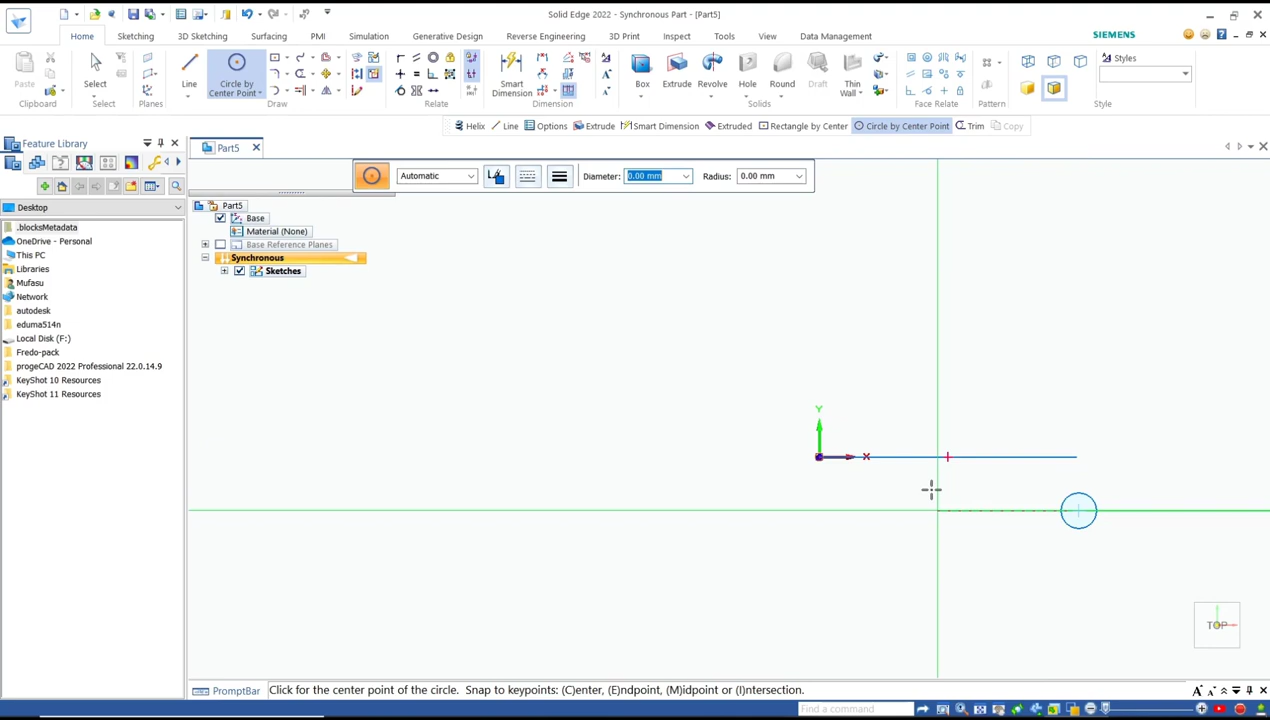 Solid Edge 2022 - Synchronous Part - [Part5]
Home Sketching 3D Sketching Surfacing PMI Simulation Generative Design Reverse Engineering 3D Print Inspect Tools View Data Management SIEMENS
Paste
Clipboard
Select
Select
Planes
Line
Circle by
Center Point
Draw
Relate
Smart
Dimension
Dimension
Box
Extrude
Revolve
Hole
Round
Draft
Thin
Wall
Solids
Face Relate
Pattern
Styles
Style
Helix Line Options Extrude Smart Dimension Extruded Rectangle by Center Circle by Center Point Trim Copy
Feature Library
Part5
Automatic
Diameter: 0.00 mm
Radius: 0.00 mm
Desktop
.blocksMetadata
OneDrive - Personal
This PC
Libraries
Mufasu
Network
autodesk
eduma514n
Local Disk (F:)
Fredo-pack
progeCAD 2022 Professional 22.0.14.9
KeyShot 10 Resources
KeyShot 11 Resources
Part5
Base
Material (None)
Base Reference Planes
Synchronous
Sketches
Y
TOP
PromptBar
Click for the center point of the circle. Snap to keypoints: (C)enter, (E)ndpoint, (M)idpoint or (I)ntersection.
Find a command